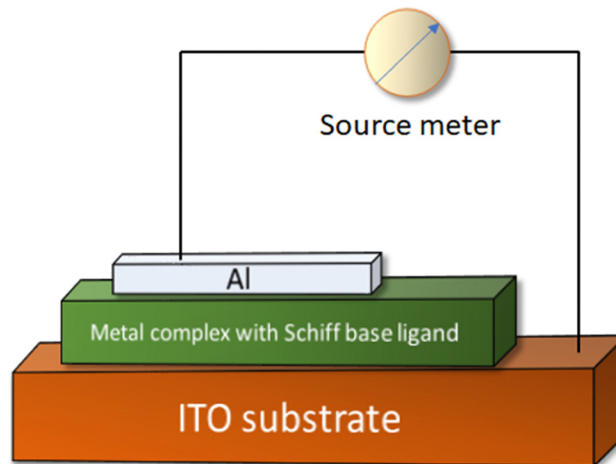 Source meter
Al
Metal complex with Schiff base ligand
ITO substrate